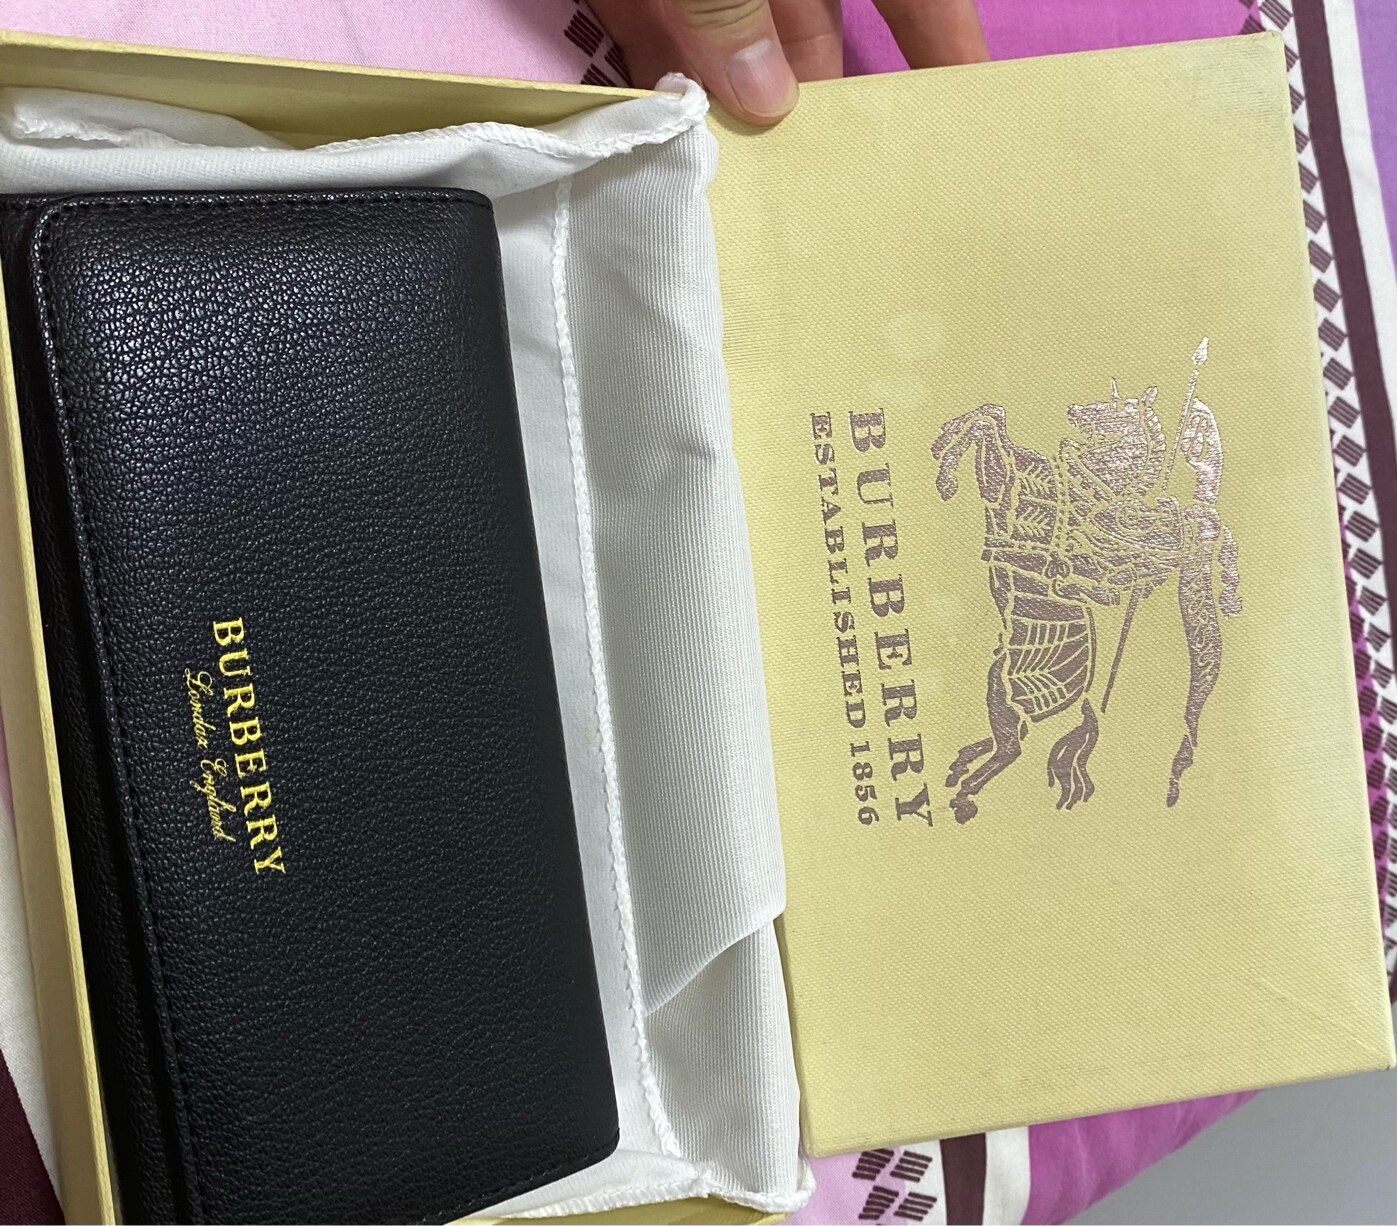 BURBERRY
London England
BURBERRY
ESTABLISHED 1856